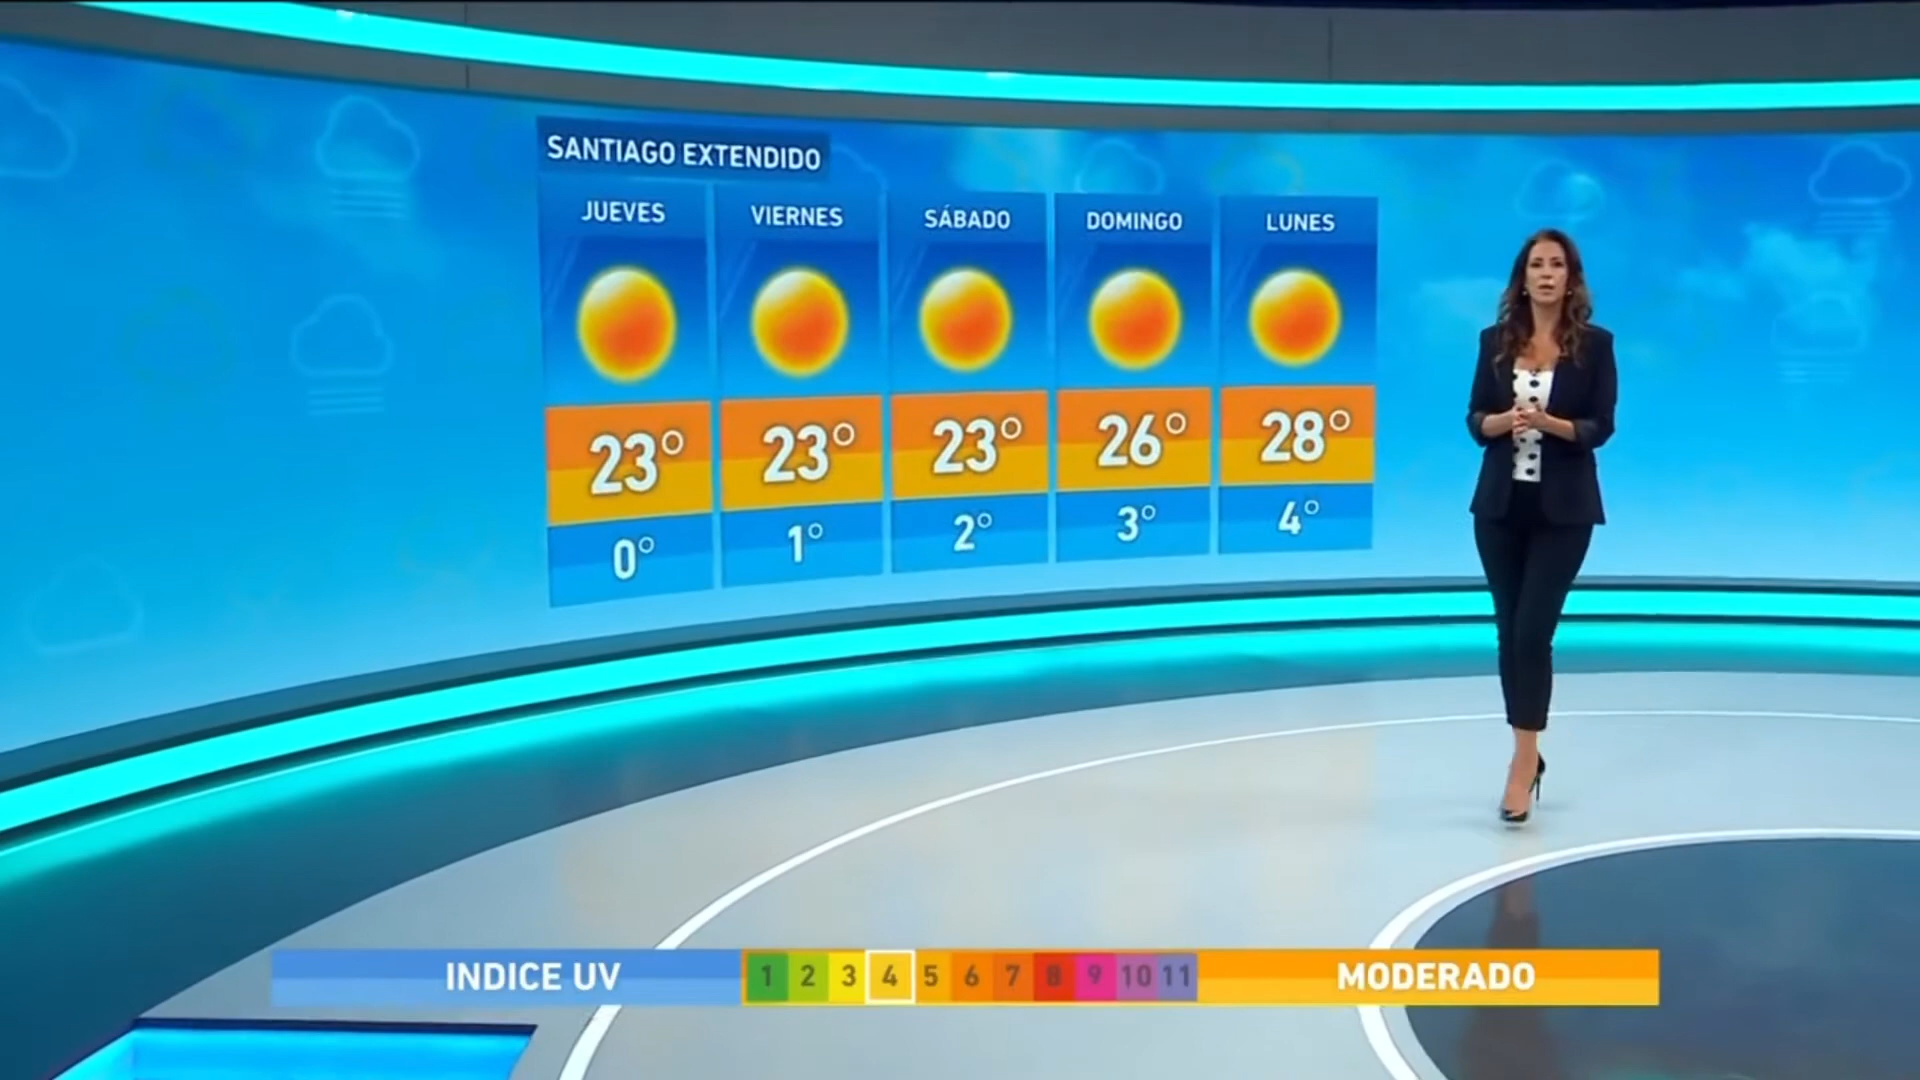 SANTIAGO EXTENDIDO
JUEVES VIERNES SÁBADO DOMINGO LUNES
23° 23° 23° 26° 28°
0° 1° 2° 3° 4°
INDICE UV 1 2 3 4 5 6 7 8 9 10 11 MODERADO